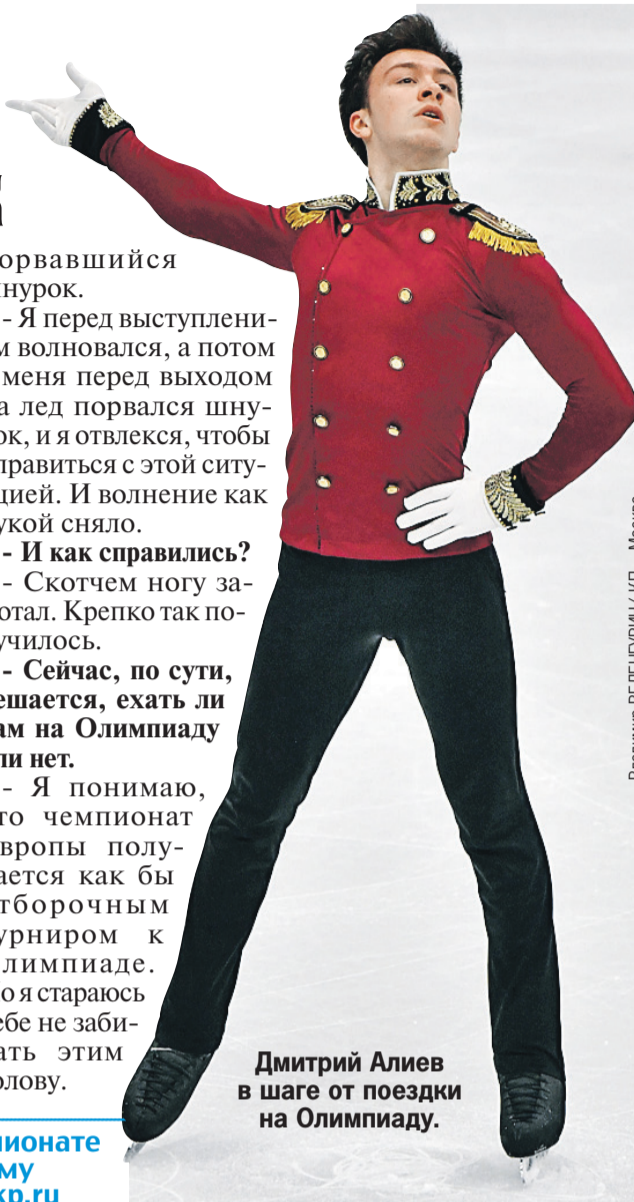 орвавшийся
нурок.
- Я перед выступлени-
м волновался, а потом
меня перед выходом
а лед порвался шну-
ок, и я отвлекся, чтобы
правиться с этой ситу-
цией. И волнение как
укой сняло.
- И как справились?
- Скотчем ногу за-
отал. Крепко так по-
училось.
- Сейчас, по сути,
ешается, ехать ли
ам на Олимпиаду
ли нет.
- Я понимаю,
то чемпионат
вропы полу-
ается как бы
тборочным
урниром к
лимпиаде.
о я стараюсь
ебе не заби-
ать этим
олову.
Дмитрий Алиев
в шаге от поездки
на Олимпиаду.
пионате
му
kp.ru